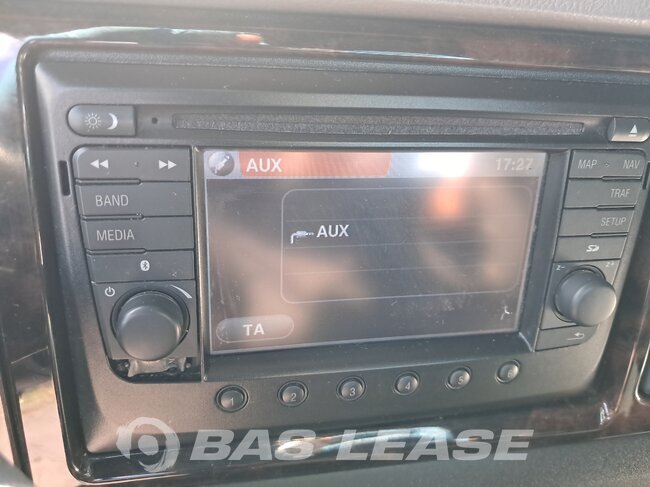 AUX 17:27
MAP NAV
BAND
TRAF
MEDIA
AUX
SETUP
z- z+
TA
1 2 3 4 5 6
BAS LEASE